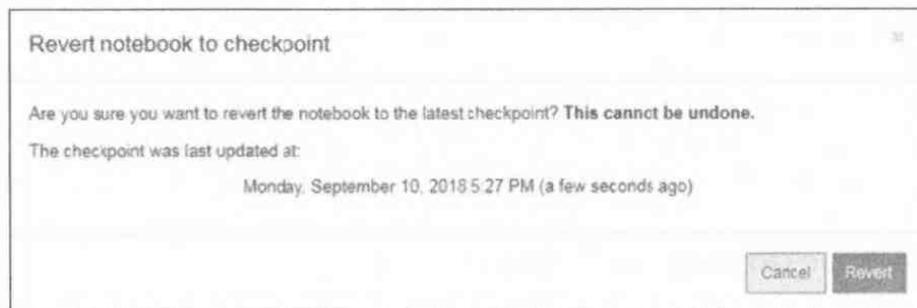 Revert notebook to checkpoint
Are you sure you want to revert the notebook to the latest checkpoint? This cannot be undone.
The checkpoint was last updated at:
Monday, September 10, 2018 5:27 PM (a few seconds ago)
Cancel Revert